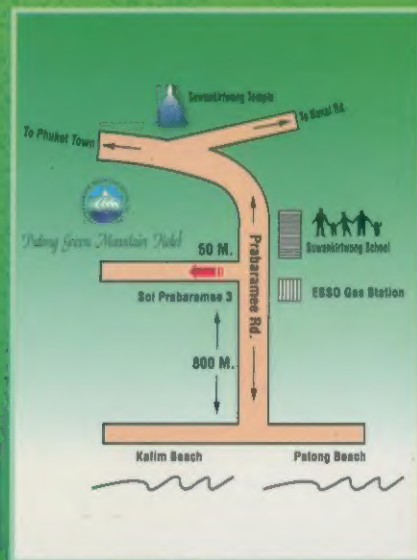 Suwankiriwong Temple
To Phuket Town
To Nanai Rd.
Patong Green Mountain Hotel
50 M.
Prabaramee Rd.
Suwankiriwong School
Soi Prabaramee 3
ESSO Gas Station
800 M.
Kalim Beach
Patong Beach